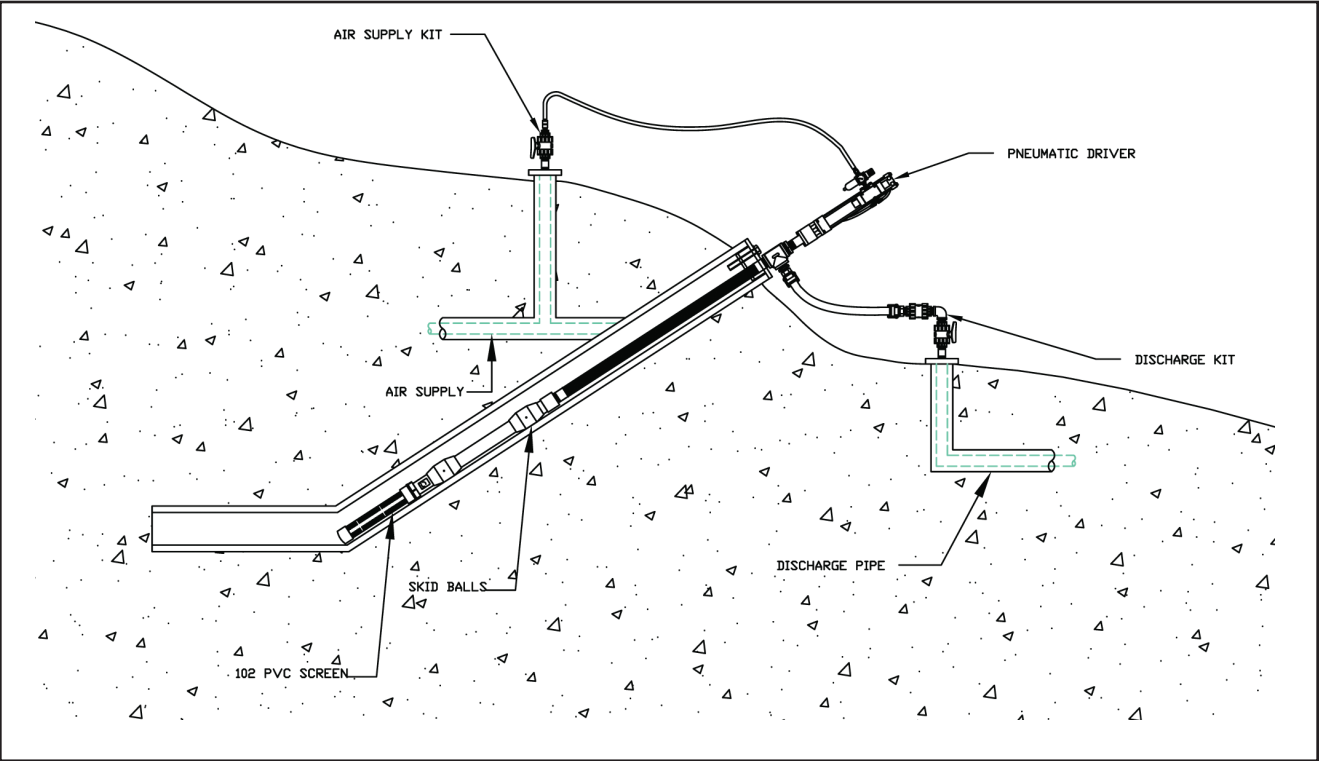 AIR SUPPLY KIT
PNEUMATIC DRIVER
DISCHARGE KIT
AIR SUPPLY
DISCHARGE PIPE
SKID BALLS
102 PVC SCREEN